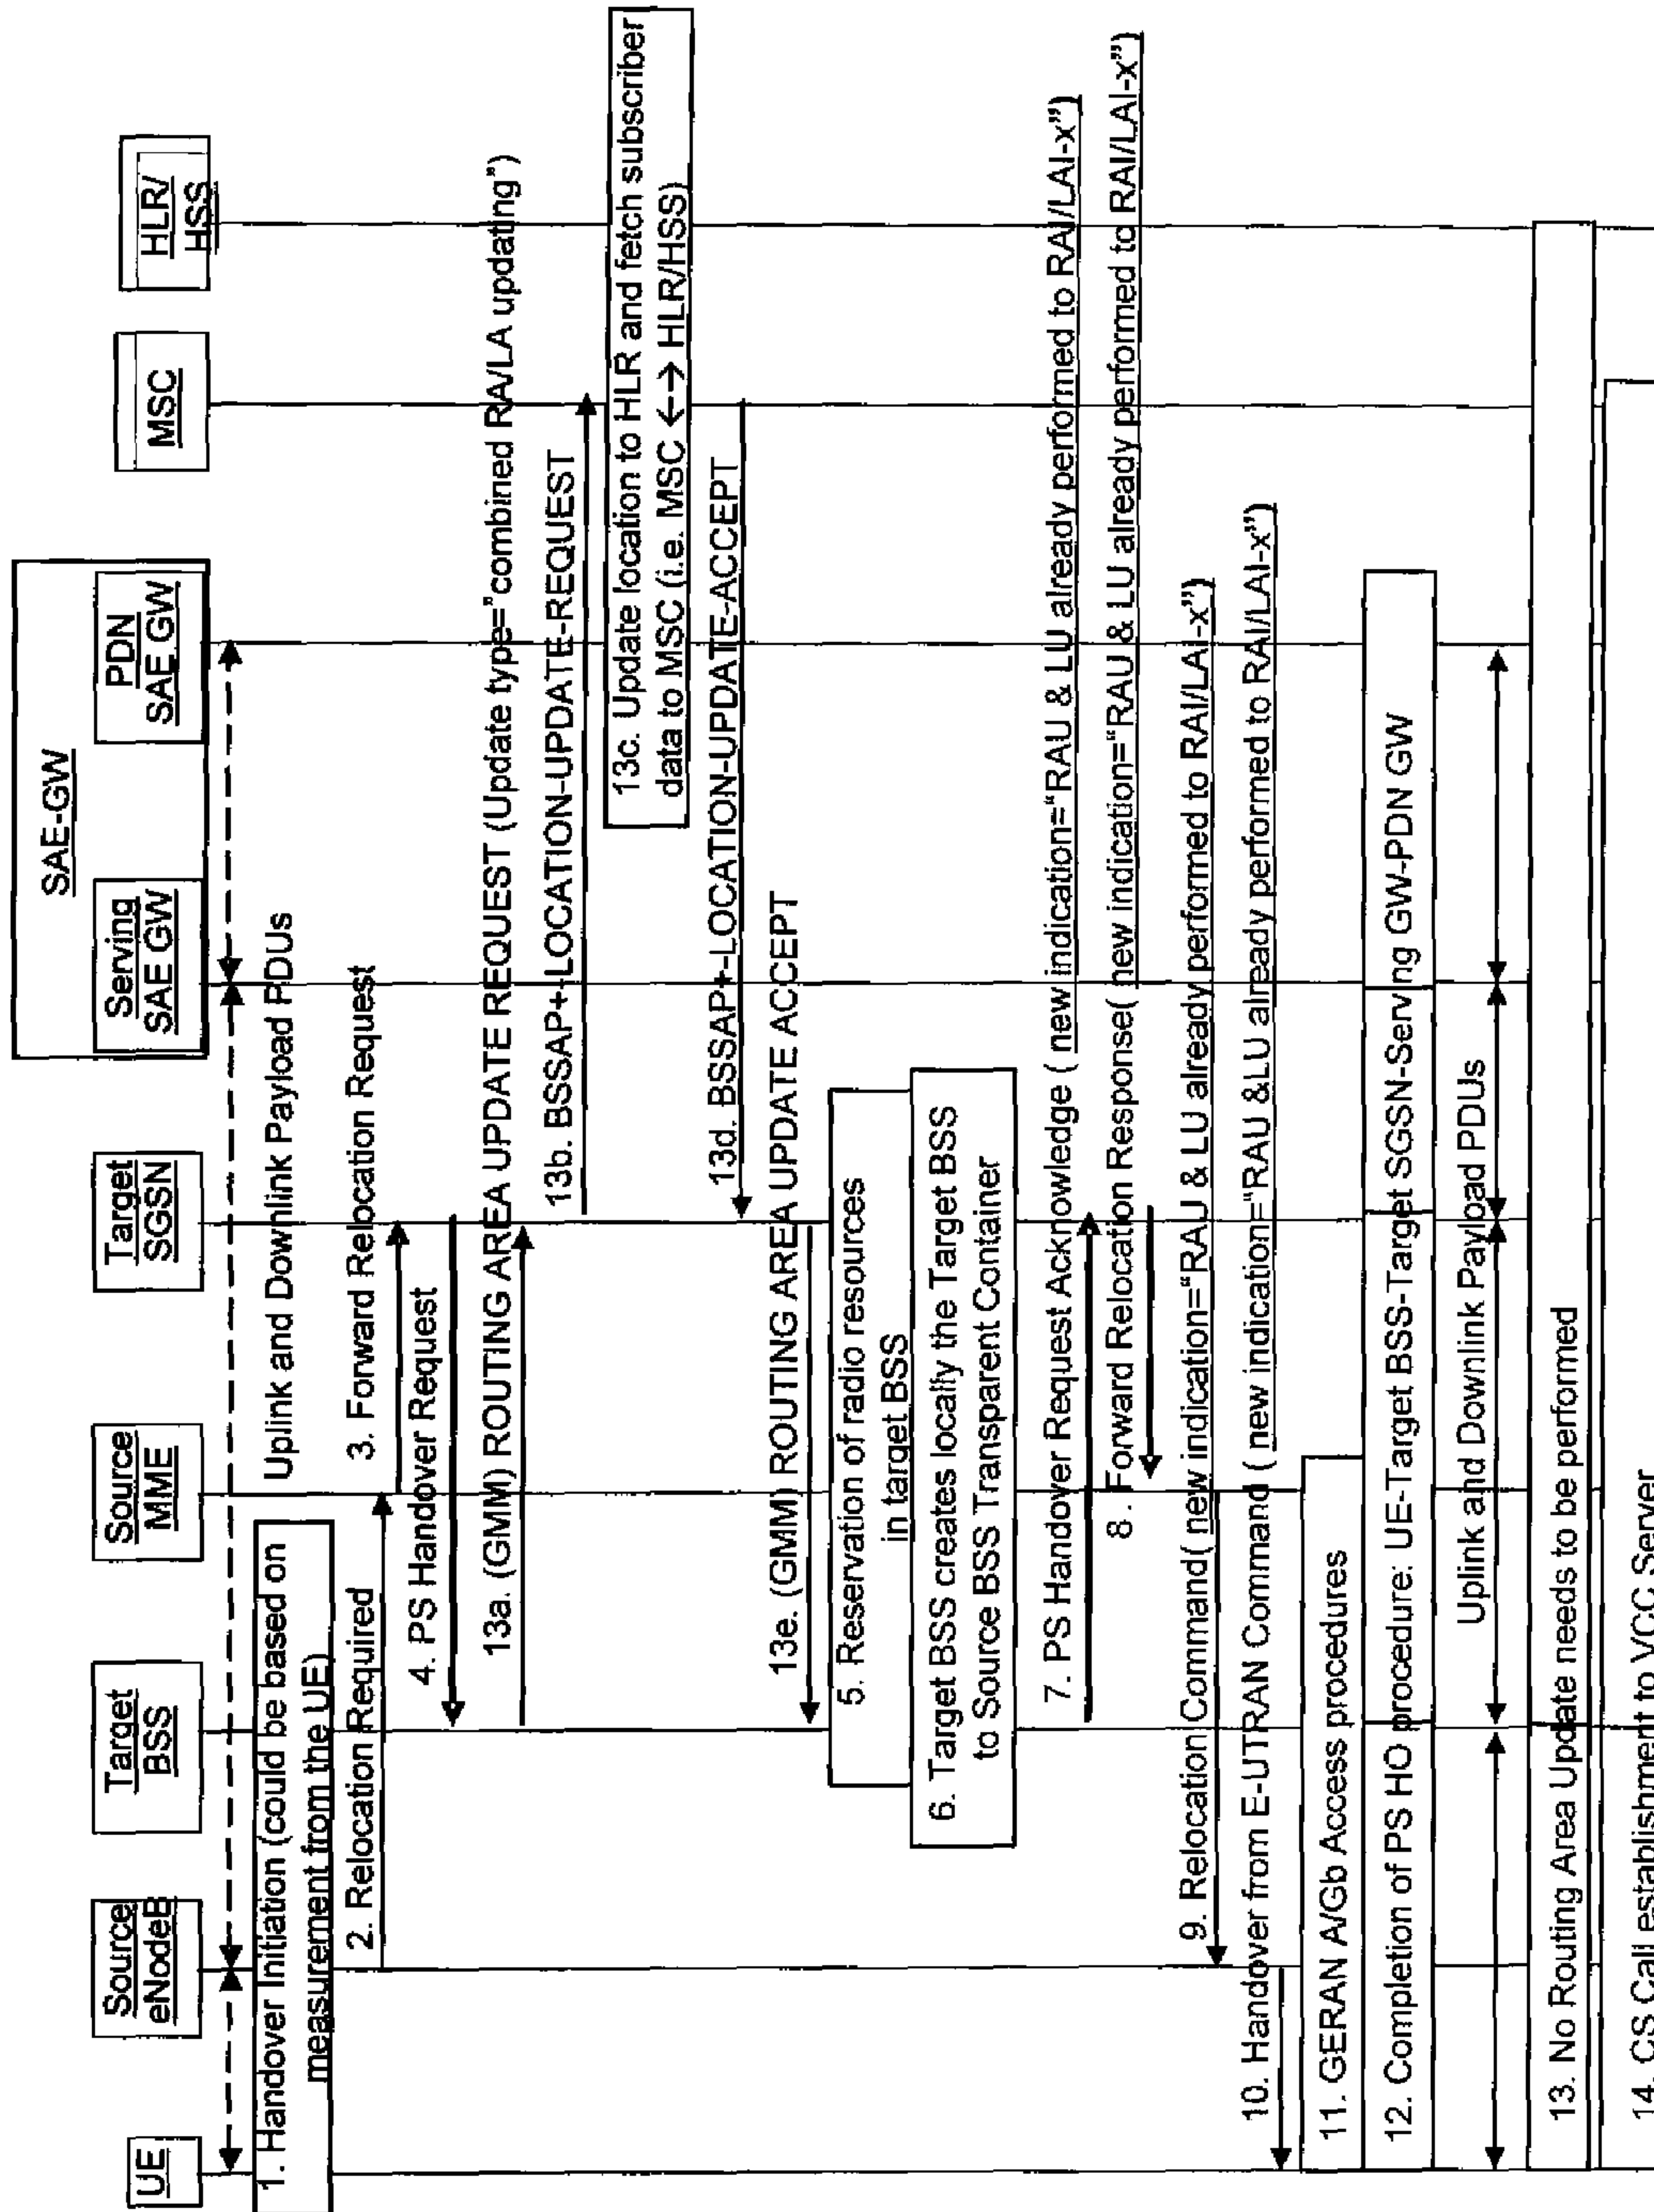 SAE-GW
UE
Source
eNodeB
Target
BSS
Source
MME
Target
SGSN
Serving
SAE GW
PDN
SAE GW
MSC
HLR/
HSS
1. Handover Initiation (could be based on
measurement from the UE)
Uplink and Downlink Payload PDUs
2. Relocation Required
3. Forward Relocation Request
4. PS Handover Request
13a. (GMM) ROUTING AREA UPDATE REQUEST (Update type="combined RA/LA updating")
13b. BSSAP+-LOCATION-UPDATE-REQUEST
13c. Update location to HLR and fetch subscriber
data to MSC (i.e. MSC ←→ HLR/HSS)
13d. BSSAP+-LOCATION-UPDATE-ACCEPT
13e. (GMM) ROUTING AREA UPDATE ACCEPT
5. Reservation of radio resources
in target BSS
6. Target BSS creates locally the Target BSS
to Source BSS Transparent Container
7. PS Handover Request Acknowledge ( new indication="RAU & LU already performed to RAI/LAI-x")
8 . Forward Relocation Response( new indication="RAU & LU already performed to RAI/LAI-x")
9. Relocation Command( new indication="RAU & LU already performed to RAI/LAI-x")
10. Handover from E-UTRAN Command ( new indication="RAU &LU already performed to RAI/LAI-x")
11. GERAN A/Gb Access procedures
12. Completion of PS HO procedure: UE-Target BSS-Target SGSN-Serving GW-PDN GW
Uplink and Downlink Payload PDUs
13. No Routing Area Update needs to be performed
14. CS Call establishment to VCC Server